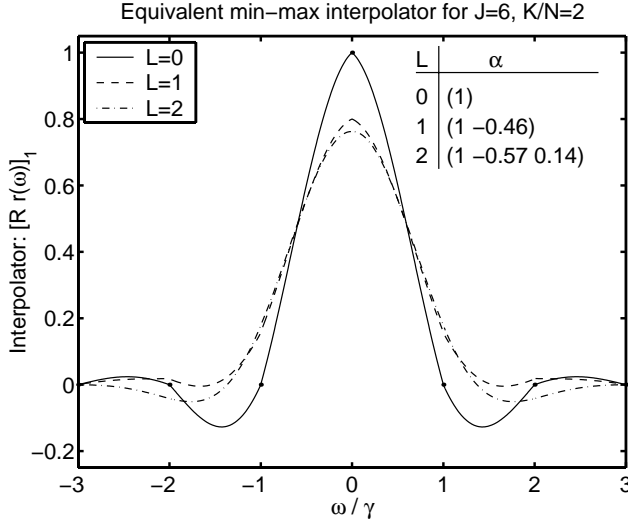 Equivalent min−max interpolator for J=6, K/N=2
L=0
L=1
L=2
L α
0 (1)
1 (1 −0.46)
2 (1 −0.57 0.14)
Interpolator: [R r(ω)]₁
1
0.8
0.6
0.4
0.2
0
−0.2
−3 −2 −1 0 1 2 3
ω / γ